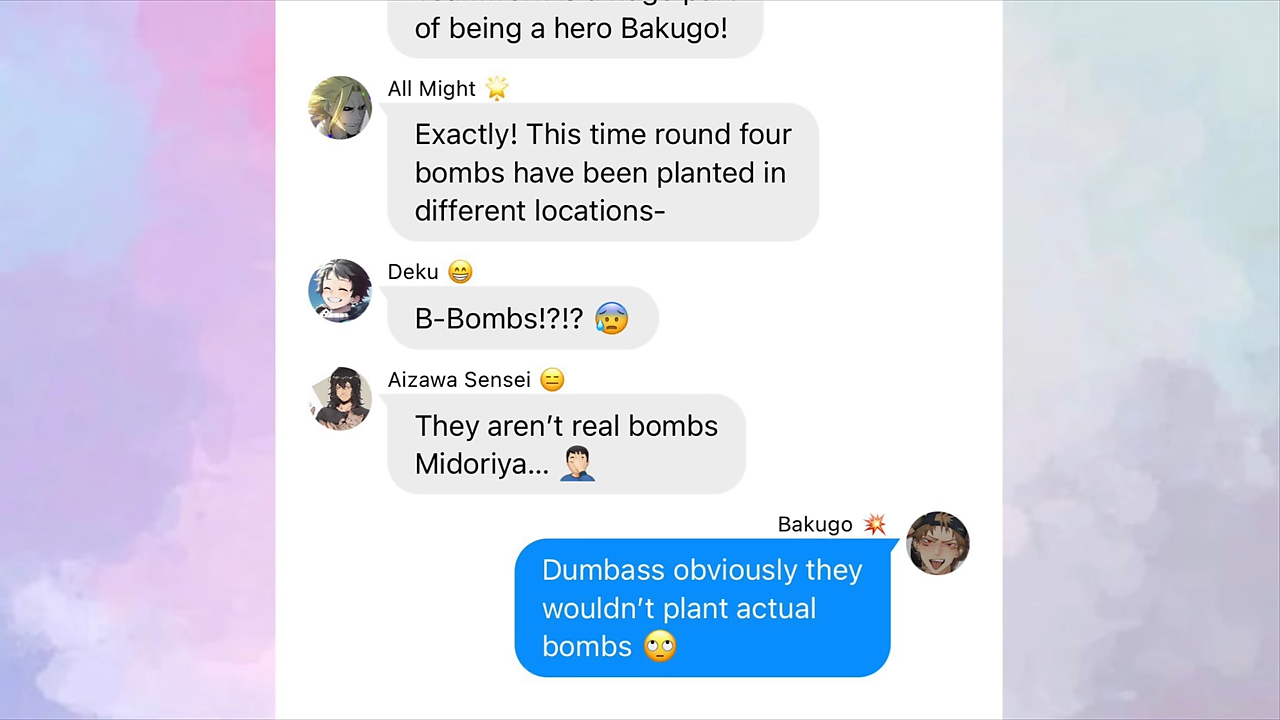 of being a hero Bakugo!
All Might 🌟
Exactly! This time round four
bombs have been planted in
different locations-
Deku 😁
B-Bombs!?!? 😰
Aizawa Sensei 😑
They aren't real bombs
Midoriya... 🤦🏻‍♂️
Bakugo 💥
Dumbass obviously they
wouldn't plant actual
bombs 🙄